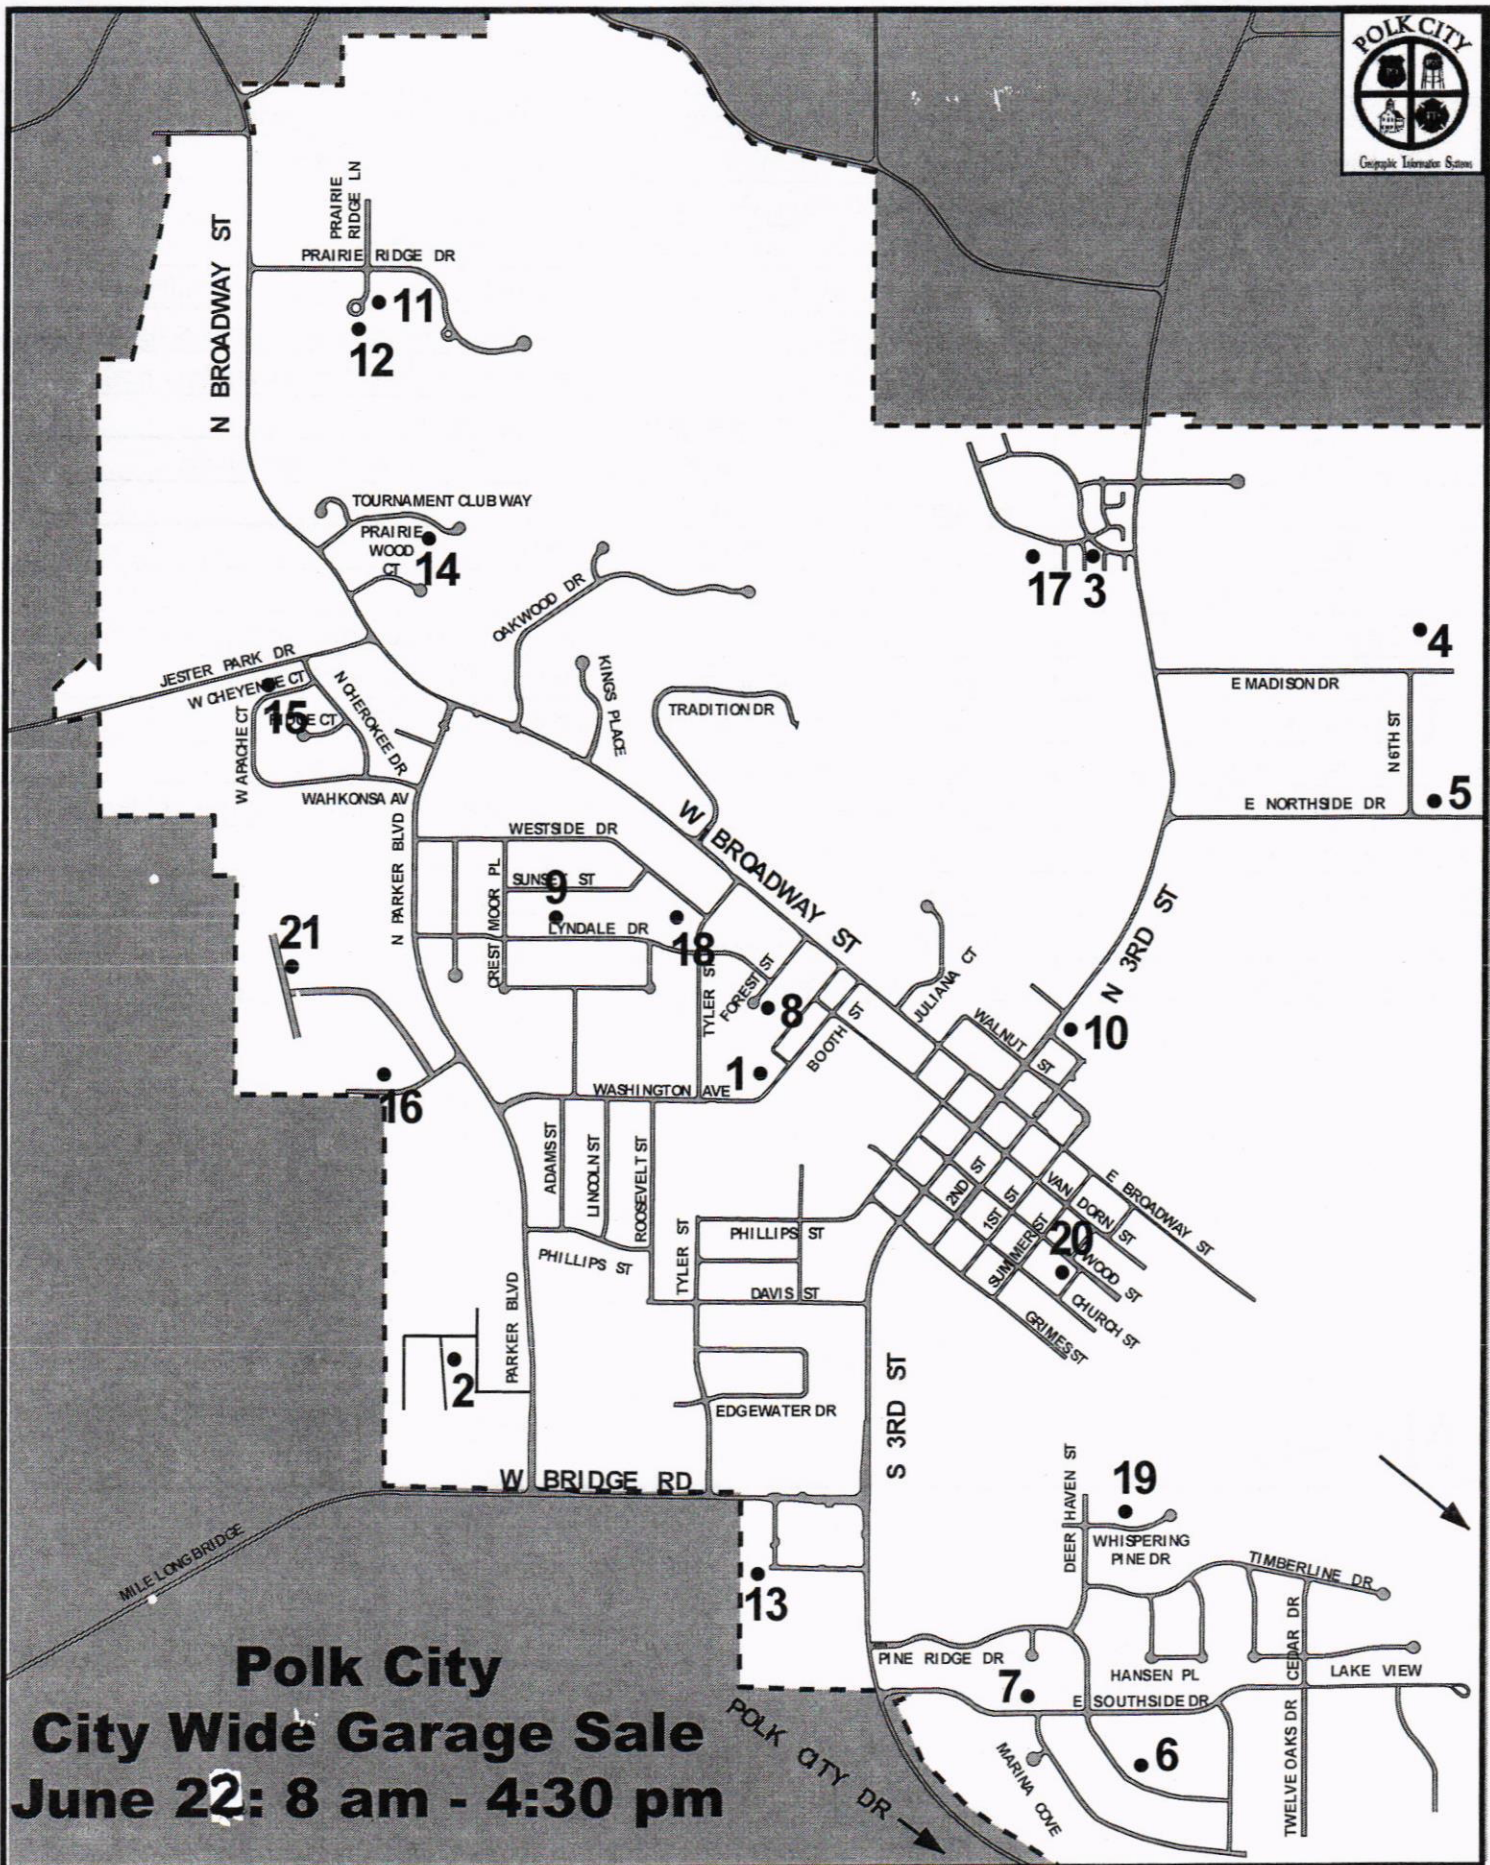 POLK CITY
Geographic Information Systems
PRAIRIE
RIDGE LN
PRAIRIE RIDGE DR
N BROADWAY ST
11
12
TOURNAMENT CLUB WAY
PRAIRIE
WOOD
CT
14
OAKWOOD DR
17
3
4
JESTER PARK DR
W CHEYENNE CT
15
RIDGE CT
N CHEROKEE DR
W APACHE CT
WAHKONSA AV
KINGS PLACE
TRADITION DR
E MADISON DR
N 6TH ST
5
E NORTHSIDE DR
N PARKER BLVD
WESTSIDE DR
W BROADWAY ST
CREST MOOR PL
SUNSET ST
9
LYNDALE DR
18
21
N 3RD ST
TYLER ST
FOREST ST
8
JULIANA CT
BOOTH ST
WALNUT ST
10
1
16
WASHINGTON AVE
ADAMS ST
LINCOLN ST
ROOSEVELT ST
2ND ST
1ST ST
SUMMER ST
VAN DORN ST
E BROADWAY ST
20
WOOD ST
CHURCH ST
GRIMES ST
PHILLIPS ST
TYLER ST
PHILLIPS ST
DAVIS ST
PARKER BLVD
2
EDGEWATER DR
S 3RD ST
W BRIDGE RD
MILE LONG BRIDGE
DEER HAVEN ST
19
WHISPERING
PINE DR
TIMBERLINE DR
13
PINE RIDGE DR
HANSEN PL
CEDAR DR
LAKE VIEW
7
E SOUTHSIDE DR
6
MARINA COVE
TWELVE OAKS DR
POLK CITY DR
Polk City
City Wide Garage Sale
June 22: 8 am - 4:30 pm